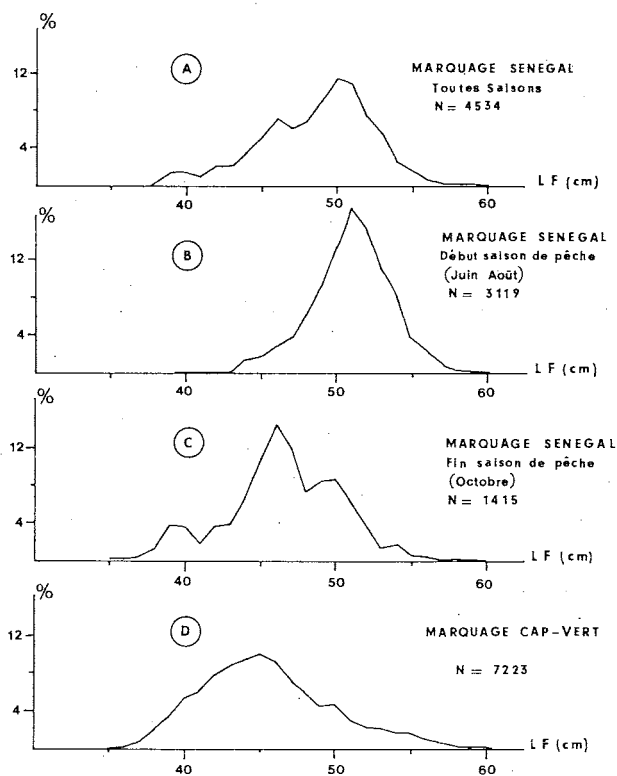 %
A
MARQUAGE SENEGAL
Toutes Saisons
N = 4534
12
4
L F (cm)
40
50
60
%
B
MARQUAGE SENEGAL
Début saison de pêche
(Juin Août)
N = 3119
12
4
L F (cm)
40
50
60
%
C
MARQUAGE SENEGAL
Fin saison de pêche
(Octobre)
N = 1415
12
4
L F (cm)
40
50
60
%
D
MARQUAGE CAP-VERT
N = 7223
12
4
L F (cm)
40
50
60